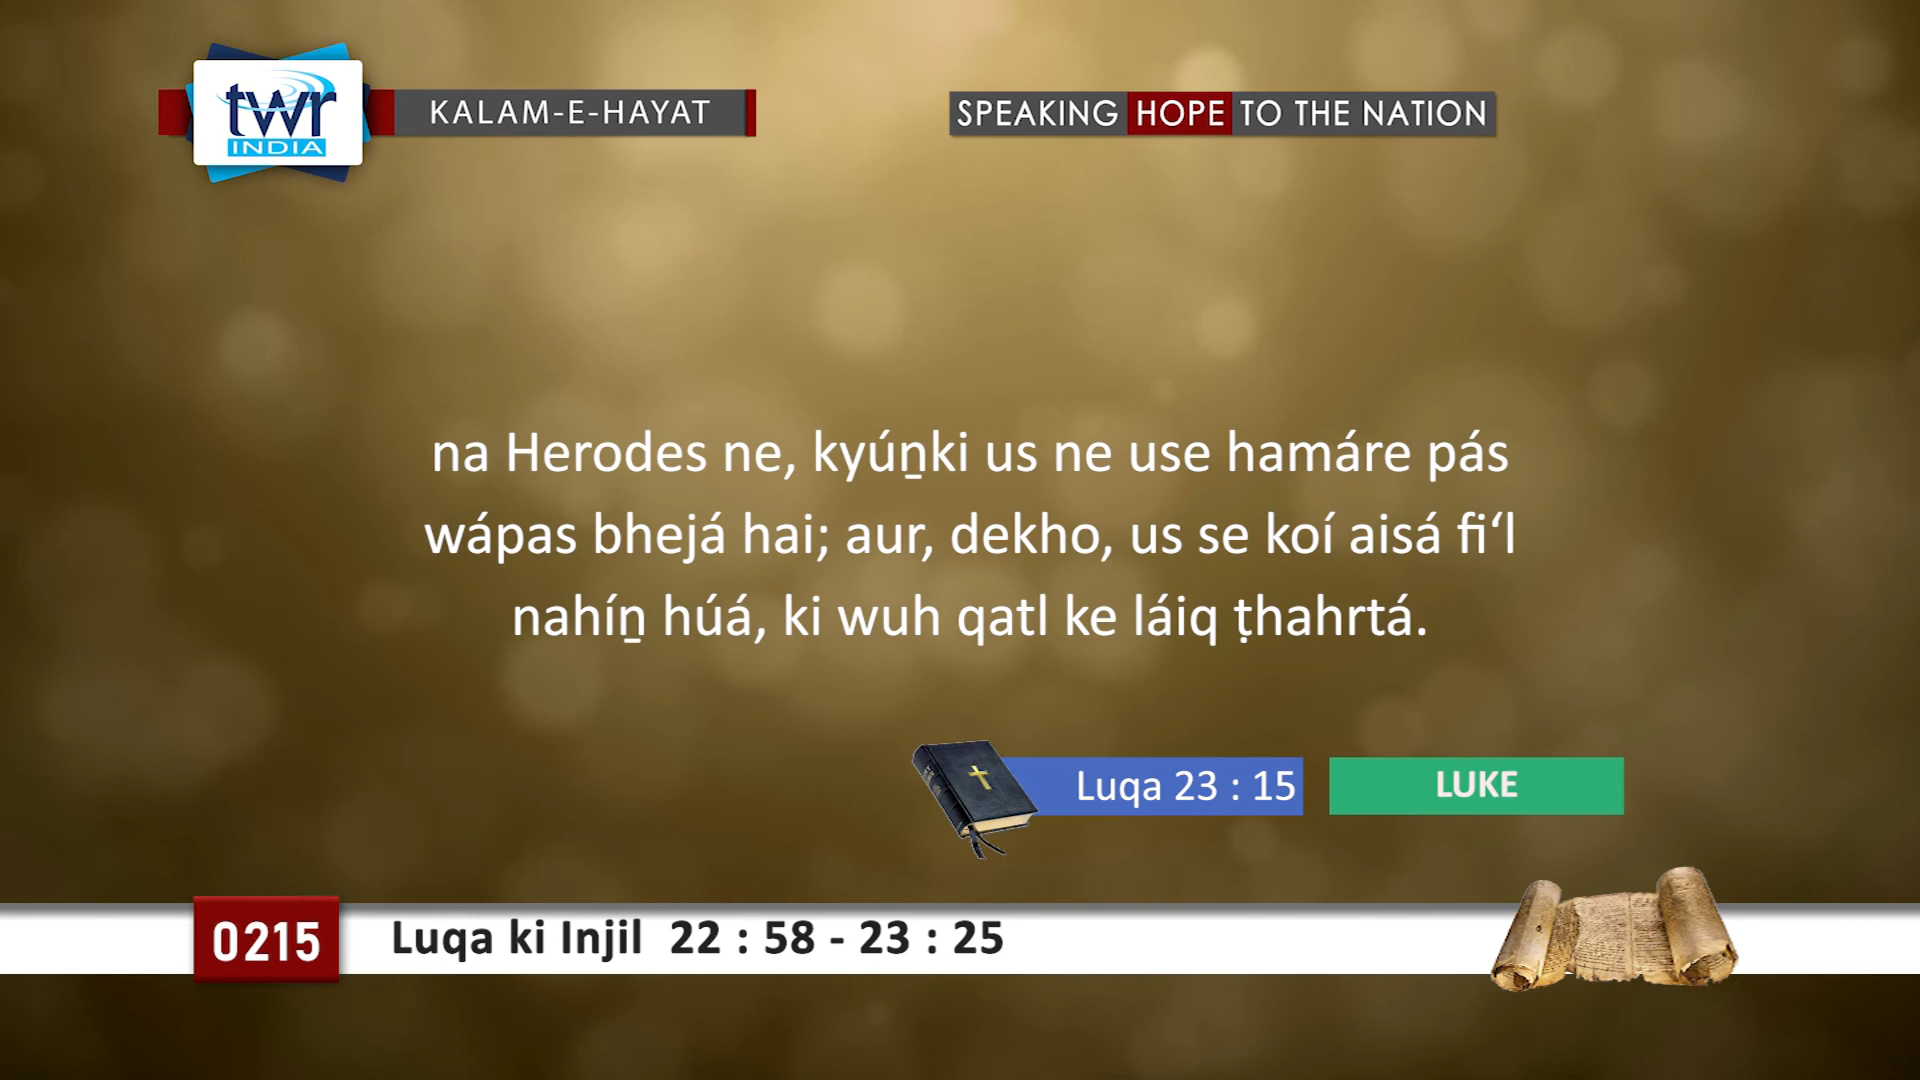 twr
INDIA
KALAM-E-HAYAT
SPEAKING HOPE TO THE NATION
na Herodes ne, kyúṉki us ne use hamáre pás
wápas bhejá hai; aur, dekho, us se koí aisá fi‘l
nahíṉ húá, ki wuh qatl ke láiq ṭhahrtá.
Luqa 23 : 15
LUKE
0215
Luqa ki Injil 22 : 58 - 23 : 25